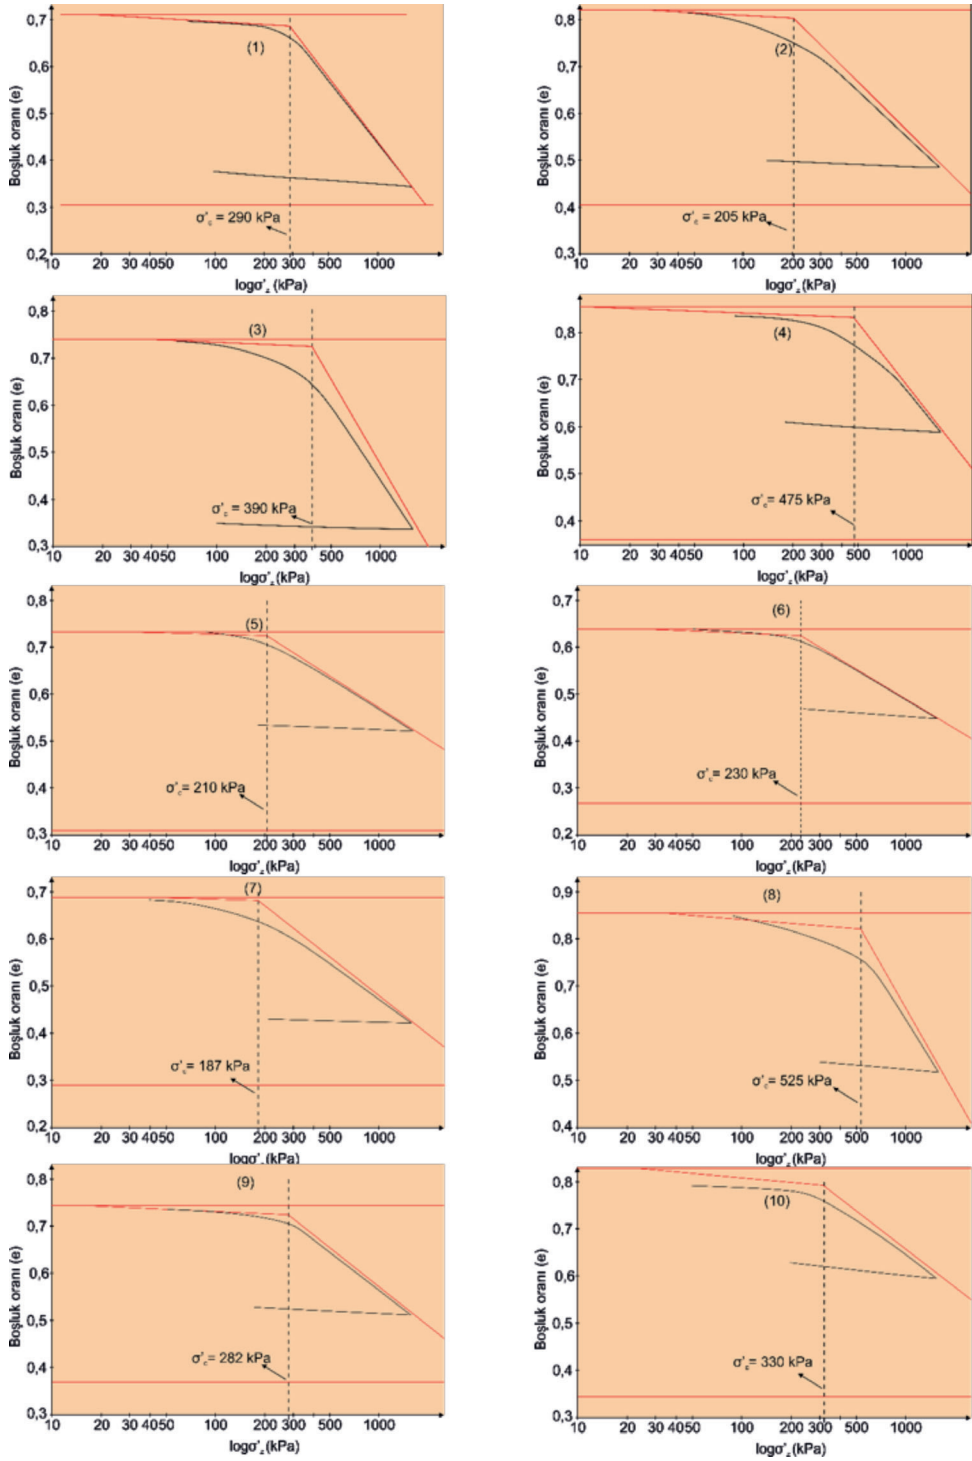 0,7
0,6
0,5
0,4
0,3
0,2
Boşluk oranı (e)
(1)
σ'c = 290 kPa
10 20 30 4050 100 200 300 500 1000
logσ'z (kPa)
0,8
0,7
0,6
0,5
0,4
0,3
Boşluk oranı (e)
(2)
σ'c = 205 kPa
10 20 30 4050 100 200 300 500 1000
logσ'z (kPa)
0,8
0,7
0,6
0,5
0,4
0,3
Boşluk oranı (e)
(3)
σ'c = 390 kPa
10 20 30 4050 100 200 300 500 1000
logσ'z (kPa)
0,8
0,7
0,6
0,5
0,4
Boşluk oranı (e)
(4)
σ'c = 475 kPa
10 20 30 4050 100 200 300 500 1000
logσ'z (kPa)
0,8
0,7
0,6
0,5
0,4
0,3
Boşluk oranı (e)
(5)
σ'c = 210 kPa
10 20 30 4050 100 200 300 500 1000
logσ'z (kPa)
0,7
0,6
0,5
0,4
0,3
0,2
Boşluk oranı (e)
(6)
σ'c = 230 kPa
10 20 30 4050 100 200 300 500 1000
logσ'z (kPa)
0,7
0,6
0,5
0,4
0,3
0,2
Boşluk oranı (e)
(7)
σ'c = 187 kPa
10 20 30 4050 100 200 300 500 1000
logσ'z (kPa)
0,9
0,8
0,7
0,6
0,5
0,4
Boşluk oranı (e)
(8)
σ'c = 525 kPa
10 20 30 4050 100 200 300 500 1000
logσ'z (kPa)
0,8
0,7
0,6
0,5
0,4
0,3
Boşluk oranı (e)
(9)
σ'c = 282 kPa
10 20 30 4050 100 200 300 500 1000
logσ'z (kPa)
0,8
0,7
0,6
0,5
0,4
0,3
Boşluk oranı (e)
(10)
σ'c = 330 kPa
10 20 30 4050 100 200 300 500 1000
logσ'z (kPa)